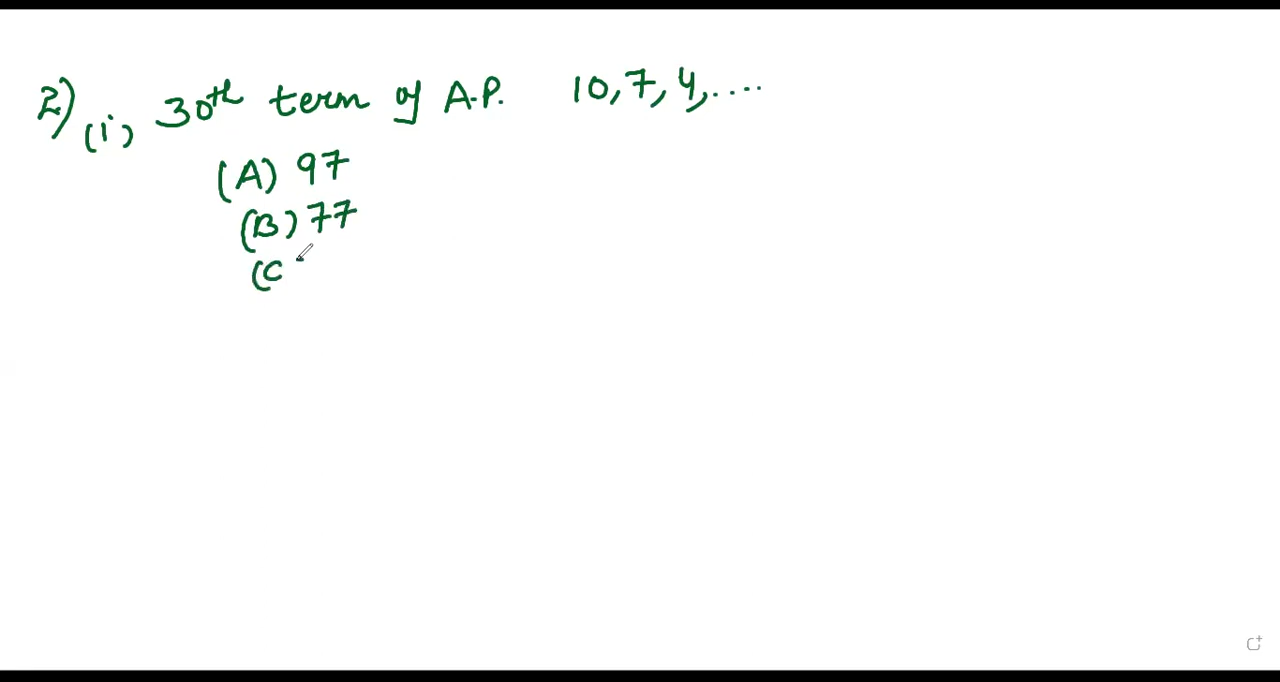 2) (i) 30th term of A.P. 10, 7, 4, ....
(A) 97
(B) 77
(C